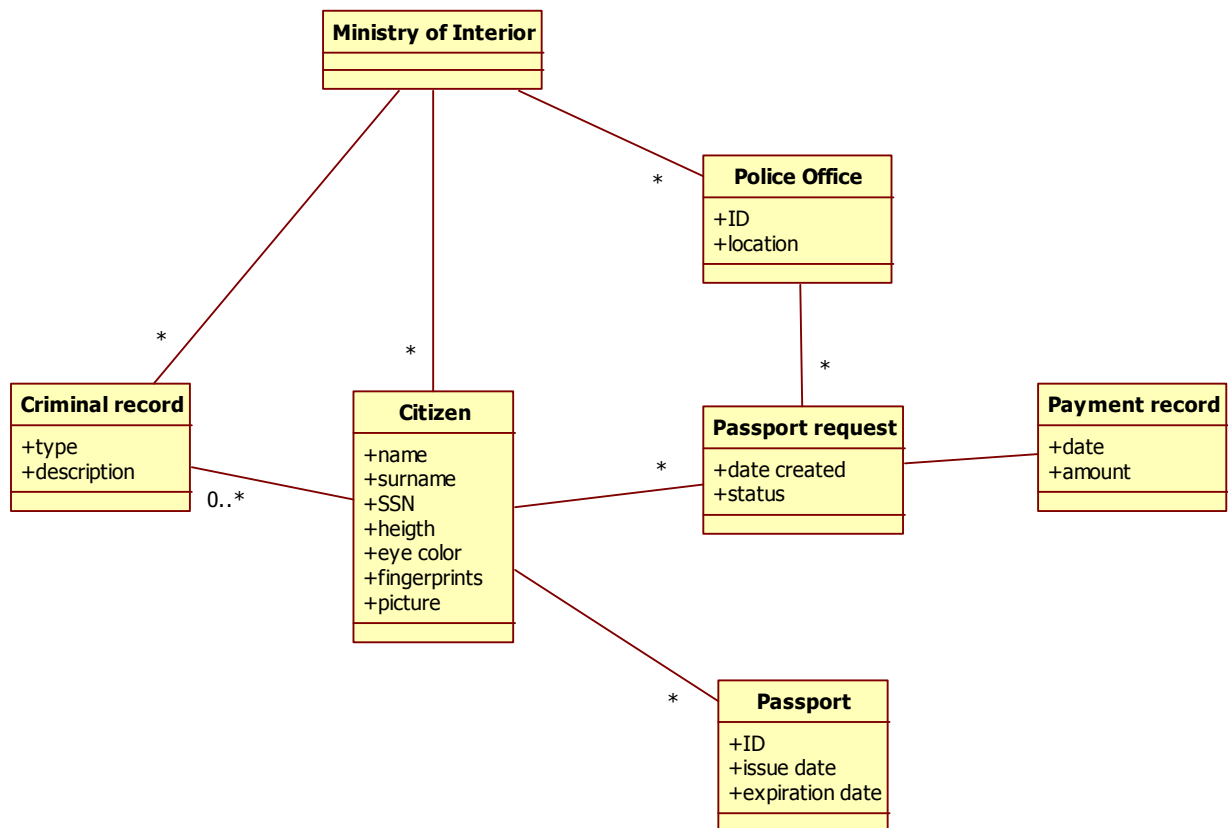 Ministry of Interior
*
Police Office
+ID
+location
*
*
*
Criminal record
+type
+description
0..*
Citizen
+name
+surname
+SSN
+heigth
+eye color
+fingerprints
+picture
*
Passport request
+date created
+status
Payment record
+date
+amount
*
Passport
+ID
+issue date
+expiration date